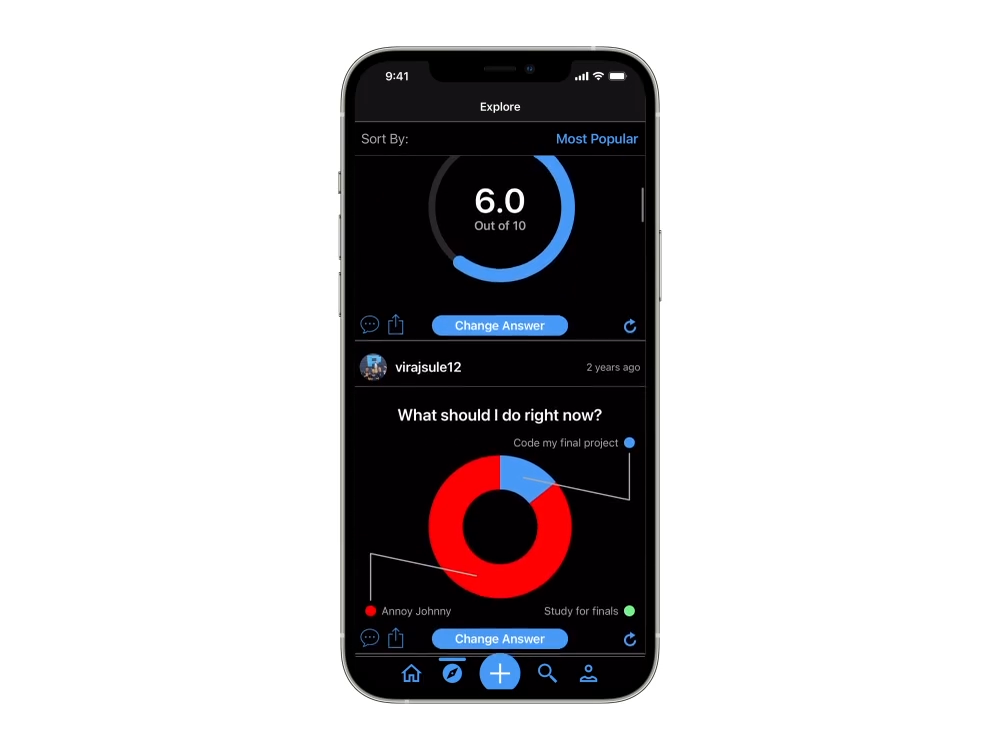 9:41
Explore
Sort By:
Most Popular
6.0
Out of 10
Change Answer
virajsule12
2 years ago
What should I do right now?
Code my final project
Annoy Johnny
Study for finals
Change Answer